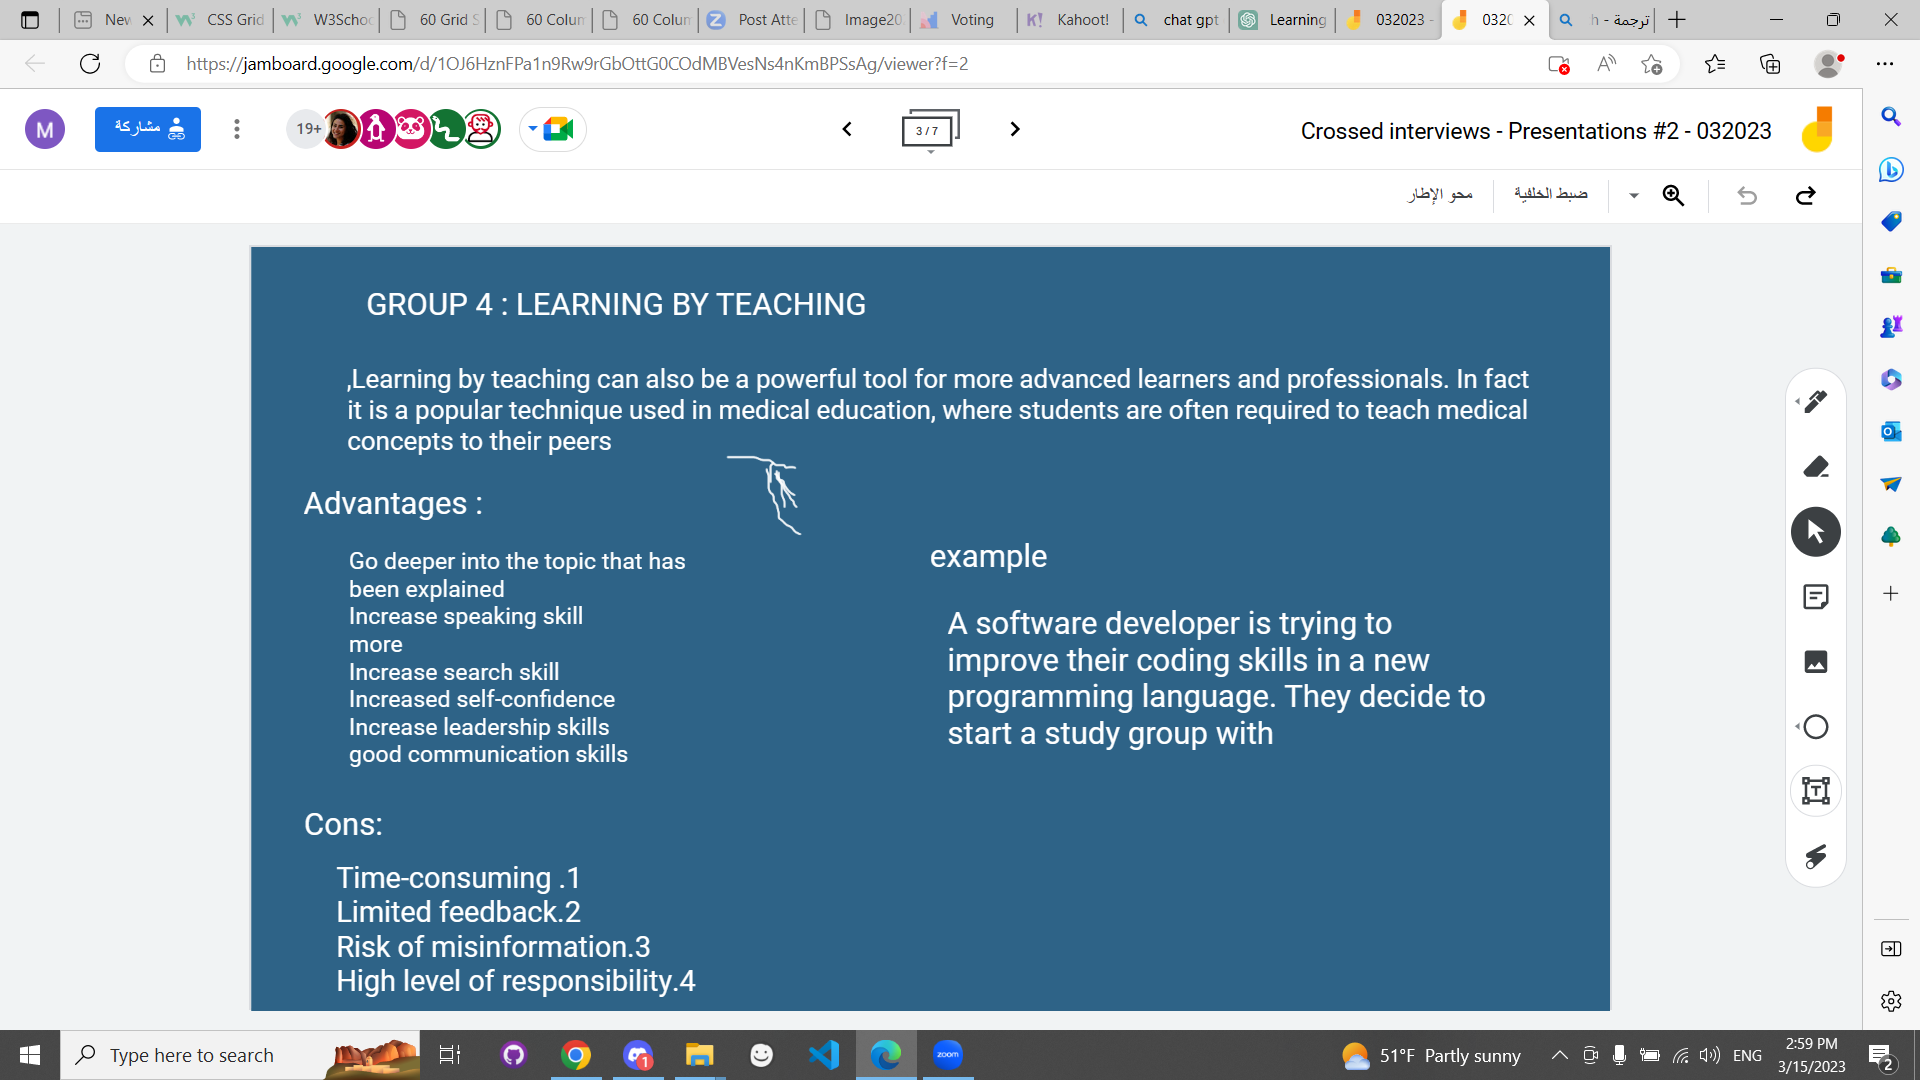 New
CSS Grid
W3Schoo
60 Grid S
60 Colum
60 Colum
Post Atte
Image20
Voting
Kahoot!
chat gpt
Learning
032023 -
0320
ترجمة - h
https://jamboard.google.com/d/1OJ6HznFPa1n9Rw9rGbOttG0COdMBVesNs4nKmBPSsAg/viewer?f=2
M
مشاركة
19+
3 / 7
Crossed interviews - Presentations #2 - 032023
محو الإطار
ضبط الخلفية
GROUP 4 : LEARNING BY TEACHING
,Learning by teaching can also be a powerful tool for more advanced learners and professionals. In fact
it is a popular technique used in medical education, where students are often required to teach medical
concepts to their peers
Advantages :
Go deeper into the topic that has
been explained
Increase speaking skill
more
Increase search skill
Increased self-confidence
Increase leadership skills
good communication skills
example
A software developer is trying to
improve their coding skills in a new
programming language. They decide to
start a study group with
Cons:
Time-consuming .1
Limited feedback.2
Risk of misinformation.3
High level of responsibility.4
Type here to search
1
zoom
51°F Partly sunny
ENG
2:59 PM
3/15/2023
2